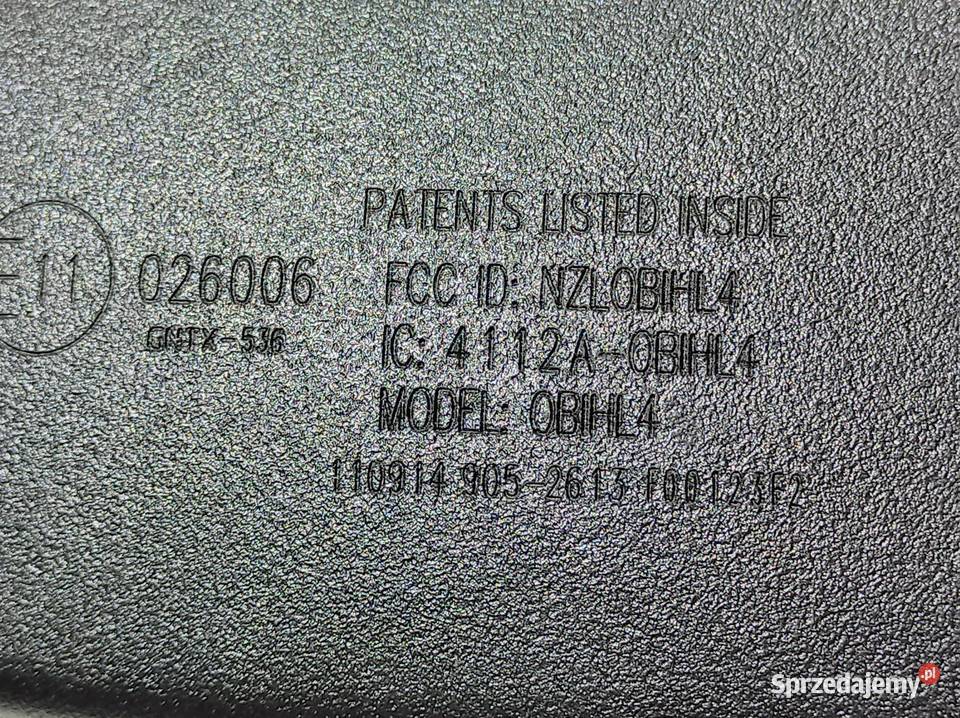 PATENTS LISTED INSIDE
E11 026006
GNTX-536
FCC ID: NZLOBIHL4
IC: 4112A-OBIHL4
MODEL: OBIHL4
110914 905-2613
Sprzedajemy.pl